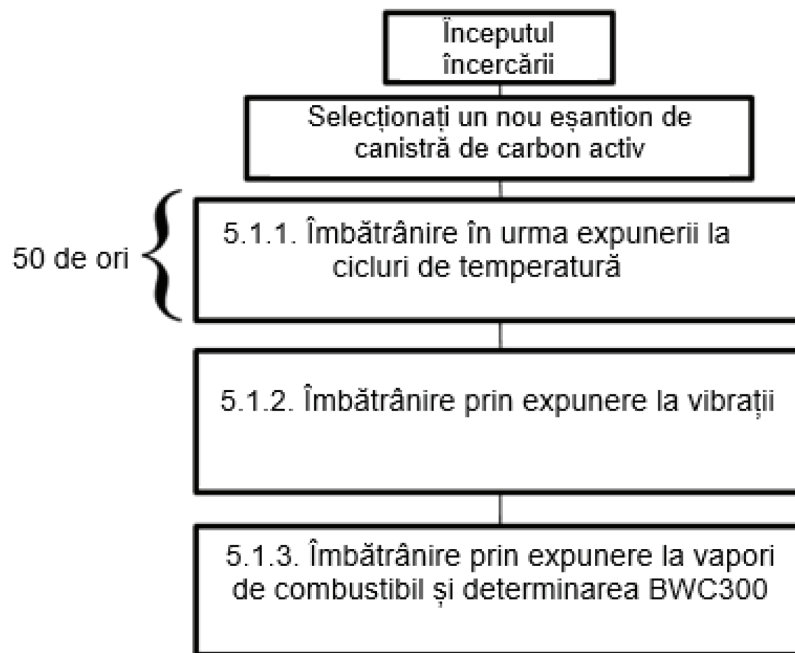 Începutul
încercării
Selecționați un nou eșantion de
canistră de carbon activ
50 de ori
5.1.1. Îmbătrânire în urma expunerii la
cicluri de temperatură
5.1.2. Îmbătrânire prin expunere la vibrații
5.1.3. Îmbătrânire prin expunere la vapori
de combustibil și determinarea BWC300